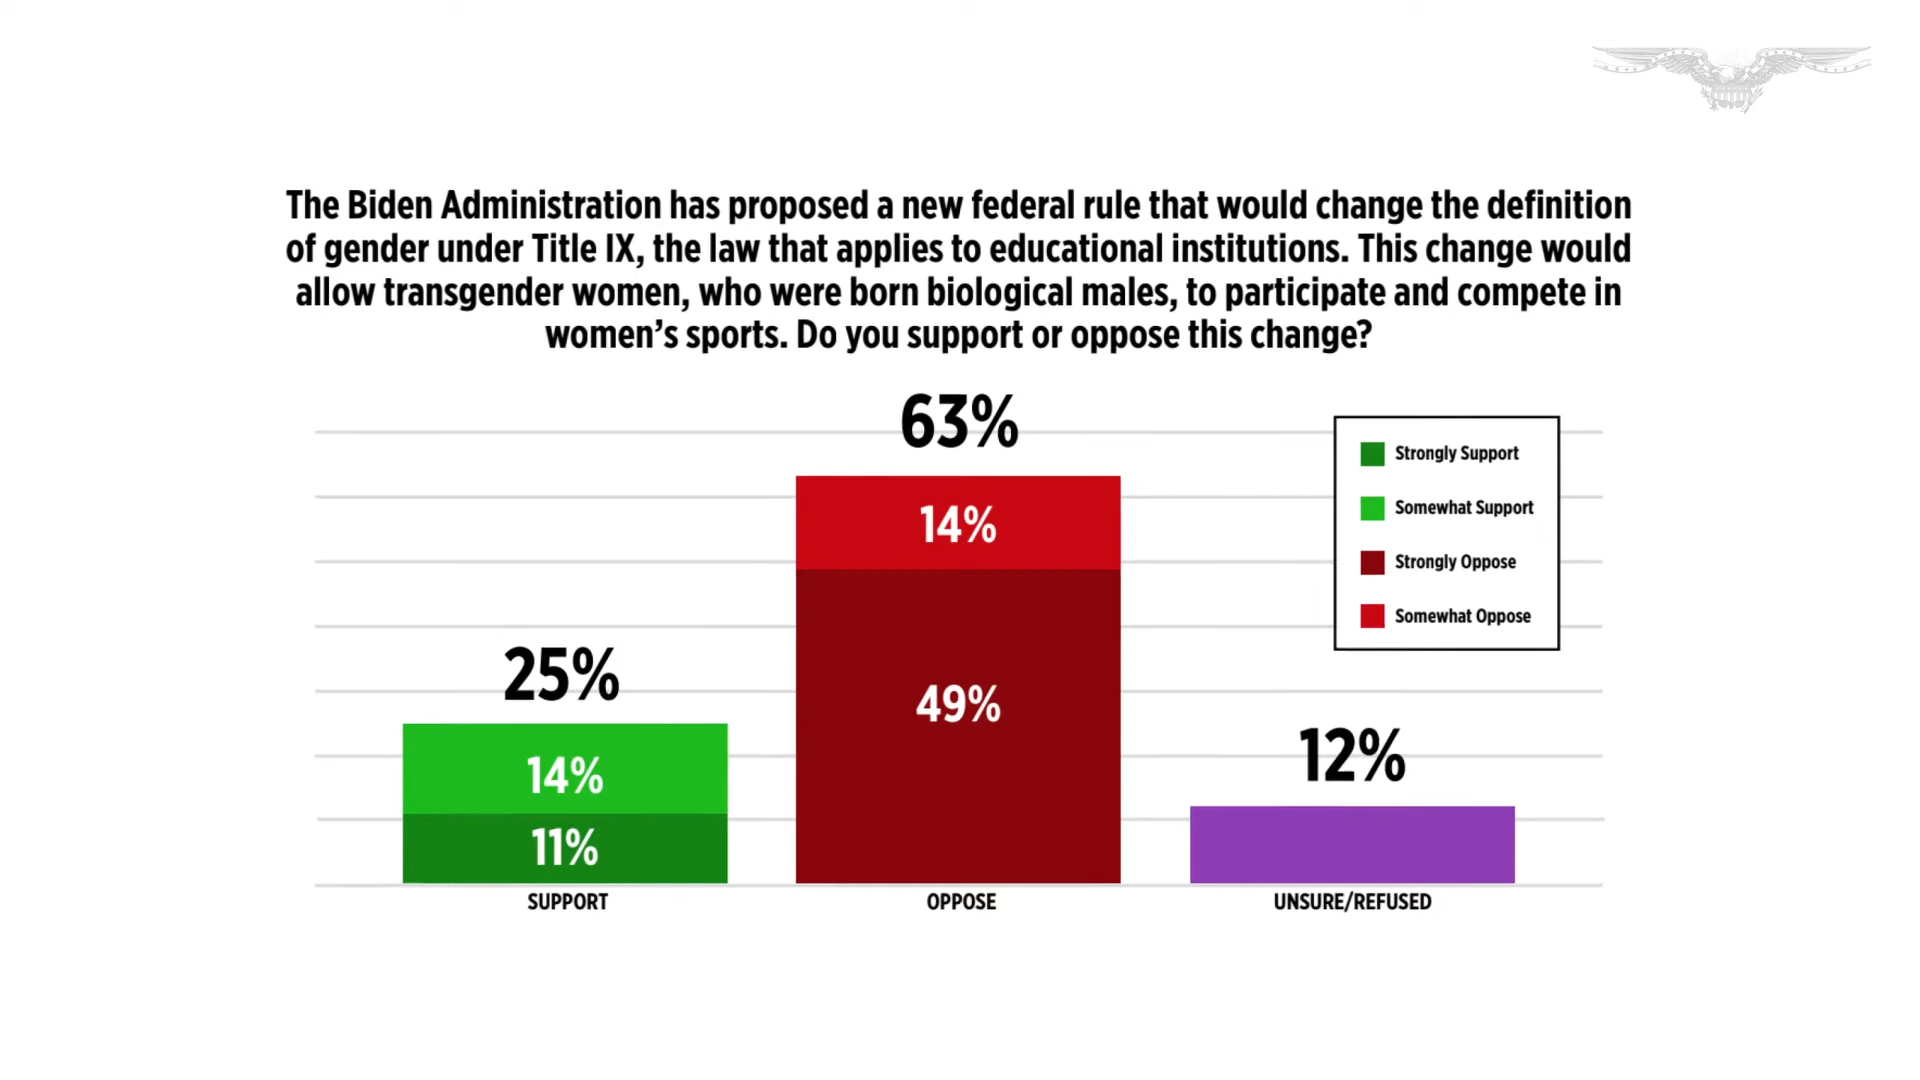 The Biden Administration has proposed a new federal rule that would change the definition
of gender under Title IX, the law that applies to educational institutions. This change would
allow transgender women, who were born biological males, to participate and compete in
women’s sports. Do you support or oppose this change?
63%
Strongly Support
14%
Somewhat Support
Strongly Oppose
Somewhat Oppose
25%
49%
12%
14%
11%
SUPPORT
OPPOSE
UNSURE/REFUSED